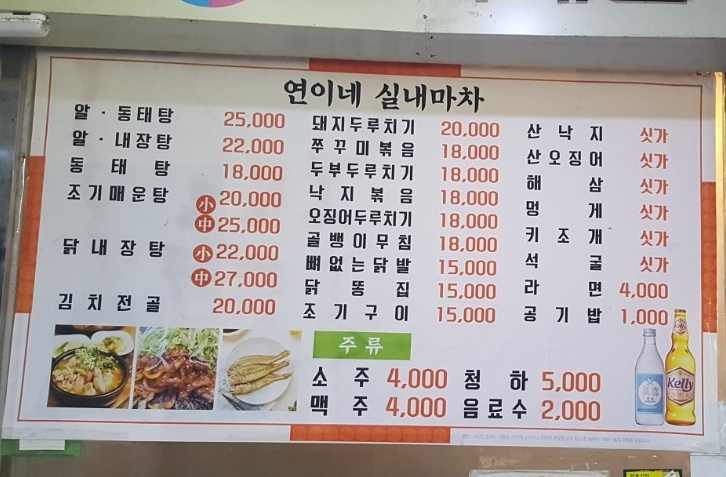 연이네 실내마차
알·동태탕 25,000
알·내장탕 22,000
동태탕 18,000
조기매운탕 小 20,000
中 25,000
닭내장탕 小 22,000
中 27,000
김치전골 20,000
돼지두루치기 20,000
쭈꾸미볶음 18,000
두부두루치기 18,000
낙지볶음 18,000
오징어두루치기 18,000
골뱅이무침 18,000
뼈없는닭발 15,000
닭똥집 15,000
조기구이 15,000
산낙지 싯가
산오징어 싯가
해삼 싯가
멍게 싯가
키조개 싯가
석굴 싯가
라면 4,000
공기밥 1,000
주류
소주 4,000 청하 5,000
맥주 4,000 음료수 2,000
Kelly